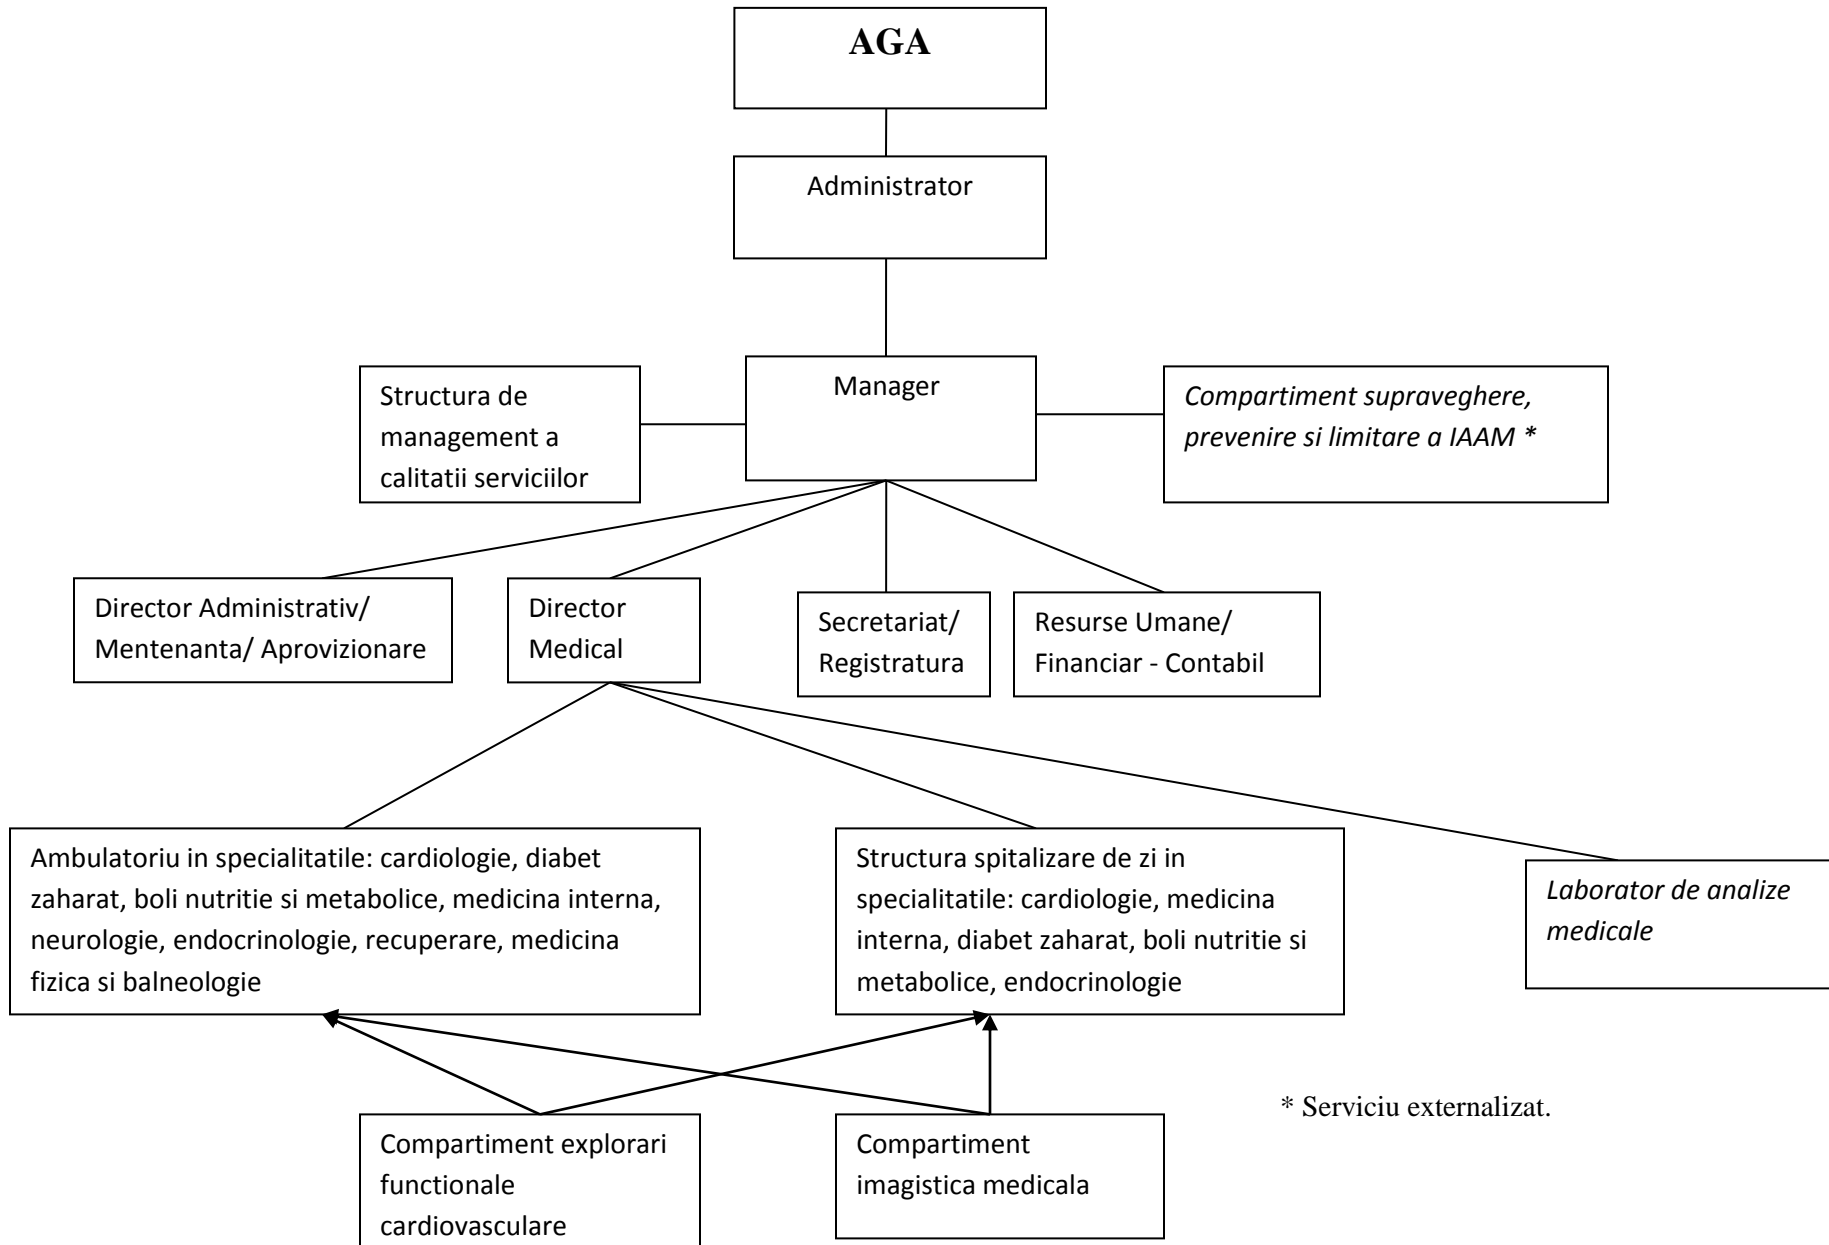 AGA
Administrator
Manager
Structura de
management a
calitatii serviciilor
Compartiment supraveghere,
prevenire si limitare a IAAM *
Director Administrativ/
Mentenanta/ Aprovizionare
Director
Medical
Secretariat/
Registratura
Resurse Umane/
Financiar - Contabil
Ambulatoriu in specialitatile: cardiologie, diabet
zaharat, boli nutritie si metabolice, medicina interna,
neurologie, endocrinologie, recuperare, medicina
fizica si balneologie
Structura spitalizare de zi in
specialitatile: cardiologie, medicina
interna, diabet zaharat, boli nutritie si
metabolice, endocrinologie
Laborator de analize
medicale
* Serviciu externalizat.
Compartiment explorari
functionale
cardiovasculare
Compartiment
imagistica medicala